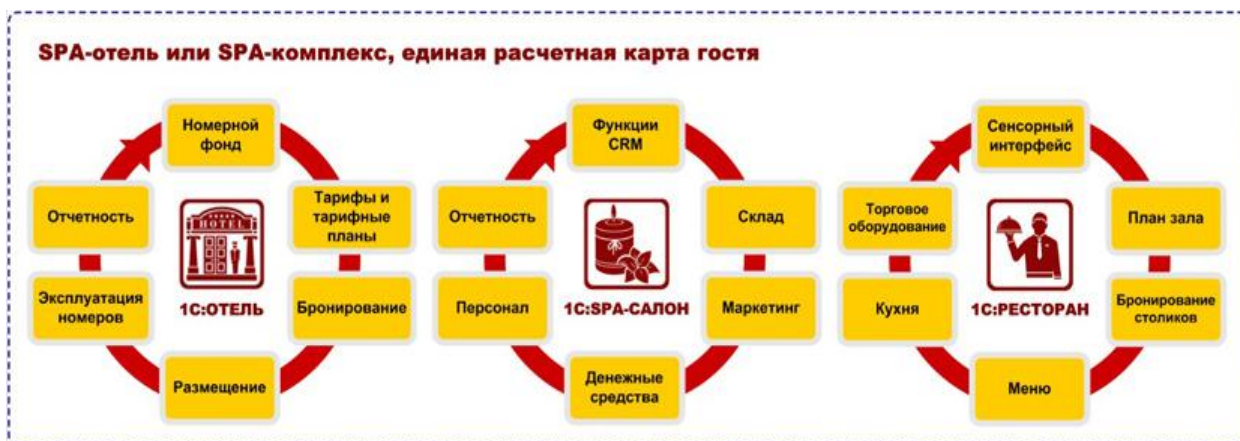 SPA-отель или SPA-комплекс, единая расчетная карта гостя
Номерной
фонд
Тарифы и
тарифные
планы
Бронирование
Размещение
Эксплуатация
номеров
Отчетность
HOTEL
1С:ОТЕЛЬ
Функции
CRM
Склад
Маркетинг
Денежные
средства
Персонал
Отчетность
1С:SPA-САЛОН
Сенсорный
интерфейс
План зала
Бронирование
столиков
Меню
Кухня
Торговое
оборудование
1С:РЕСТОРАН